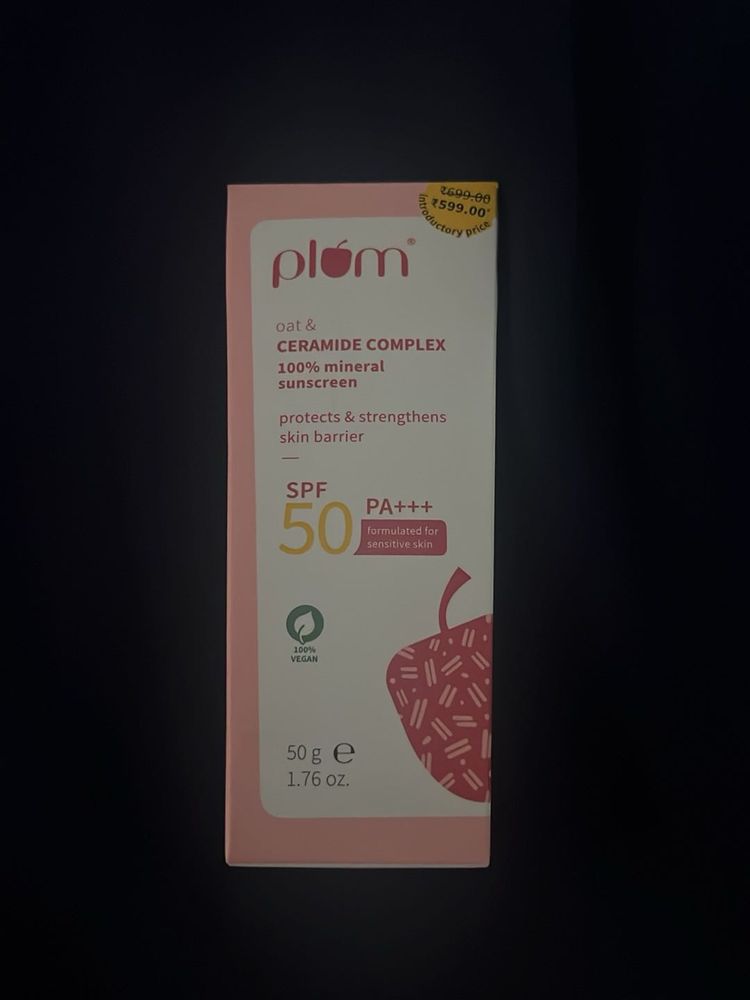 ₹699.00
₹599.00*
introductory price
plum®
oat &
CERAMIDE COMPLEX
100% mineral
sunscreen
protects & strengthens
skin barrier
SPF
50
PA+++
formulated for
sensitive skin
100%
VEGAN
50 g ℮
1.76 oz.